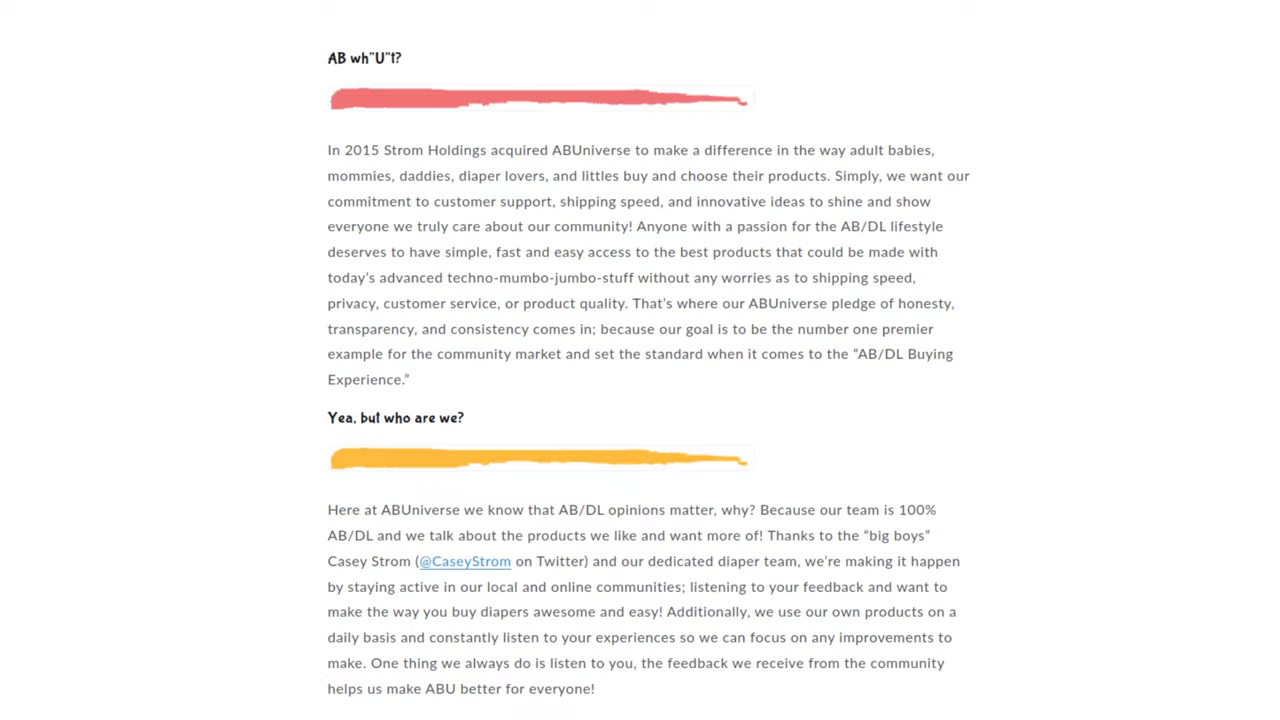 AB wh"U"t?
In 2015 Strom Holdings acquired ABUniverse to make a difference in the way adult babies,
mommies, daddies, diaper lovers, and littles buy and choose their products. Simply, we want our
commitment to customer support, shipping speed, and innovative ideas to shine and show
everyone we truly care about our community! Anyone with a passion for the AB/DL lifestyle
deserves to have simple, fast and easy access to the best products that could be made with
today’s advanced techno-mumbo-jumbo-stuff without any worries as to shipping speed,
privacy, customer service, or product quality. That’s where our ABUniverse pledge of honesty,
transparency, and consistency comes in; because our goal is to be the number one premier
example for the community market and set the standard when it comes to the “AB/DL Buying
Experience.”
Yea, but who are we?
Here at ABUniverse we know that AB/DL opinions matter, why? Because our team is 100%
AB/DL and we talk about the products we like and want more of! Thanks to the “big boys”
Casey Strom (@CaseyStrom on Twitter) and our dedicated diaper team, we’re making it happen
by staying active in our local and online communities; listening to your feedback and want to
make the way you buy diapers awesome and easy! Additionally, we use our own products on a
daily basis and constantly listen to your experiences so we can focus on any improvements to
make. One thing we always do is listen to you, the feedback we receive from the community
helps us make ABU better for everyone!